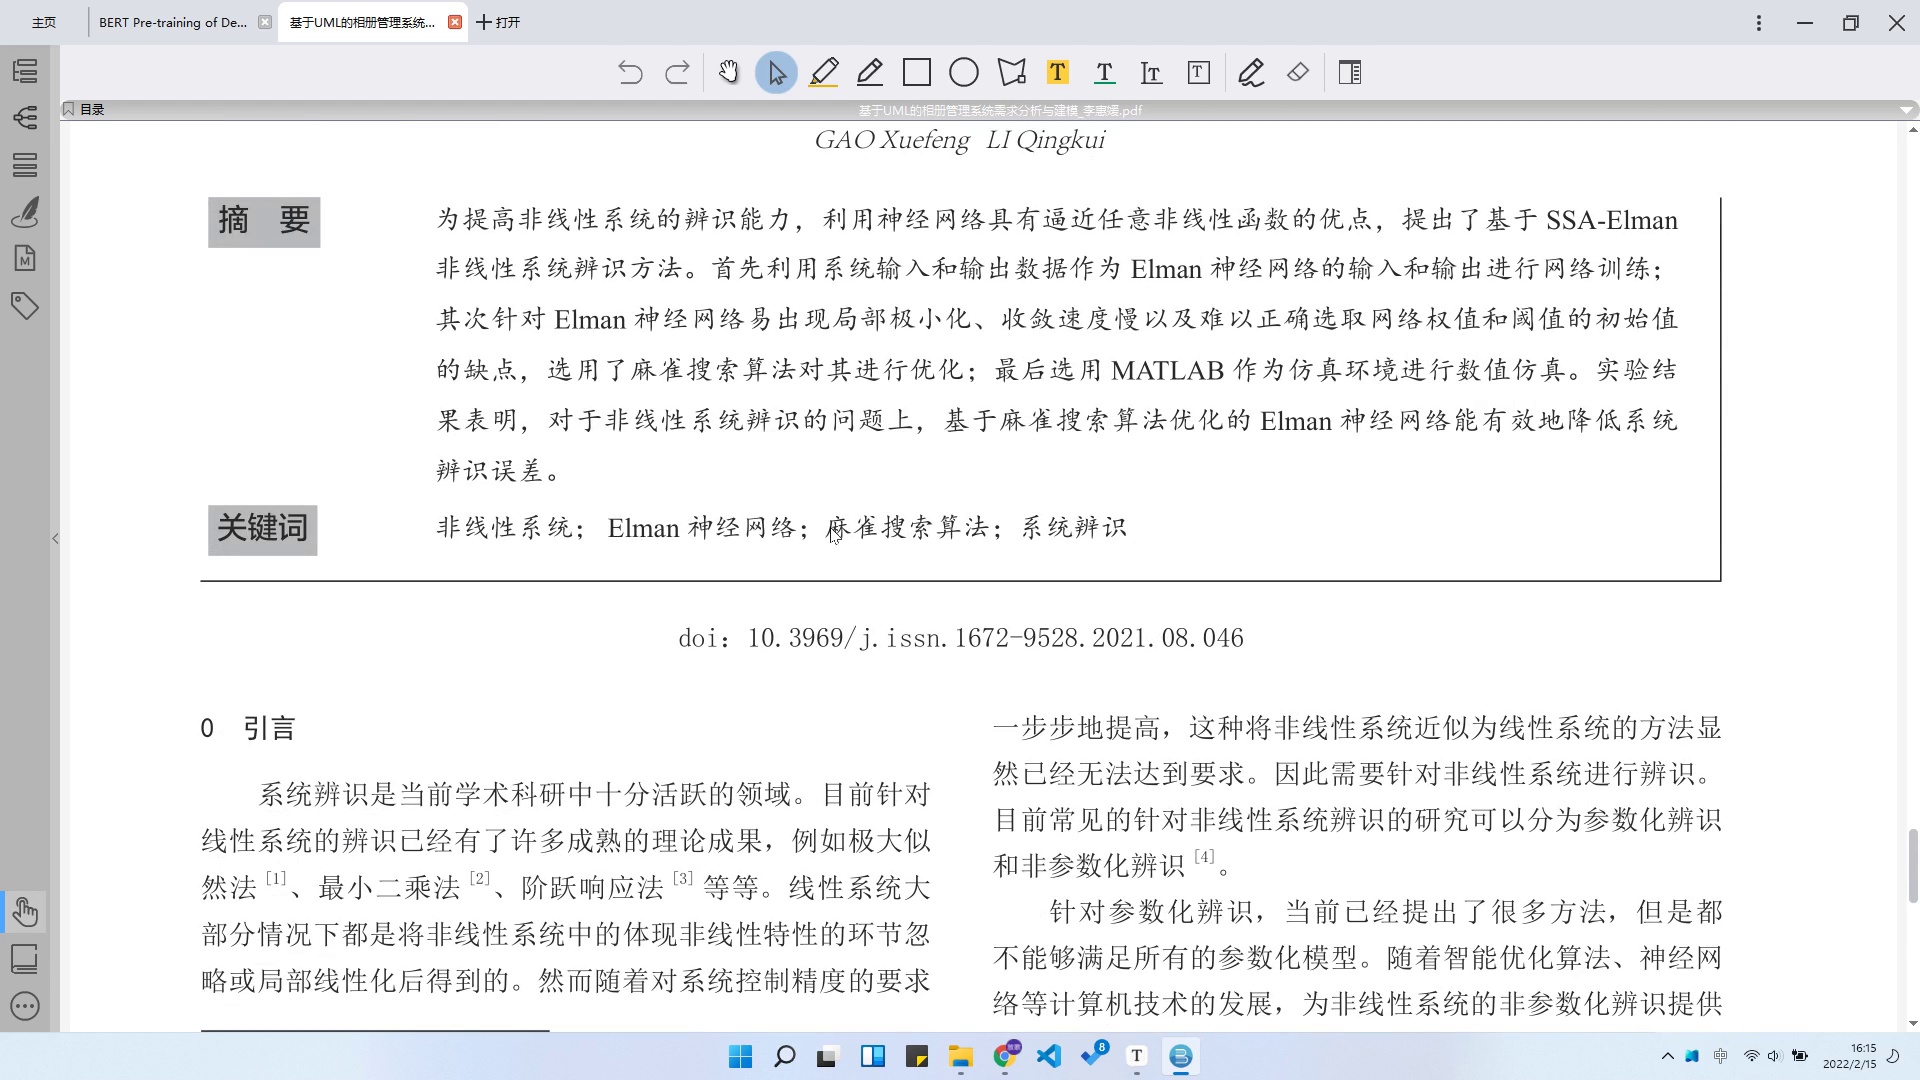 主页
BERT Pre-training of De...
基于UML的相册管理系统...
打开
目录
基于UML的相册管理系统需求分析与建模_李惠媛.pdf
GAO Xuefeng LI Qingkui
摘 要
为提高非线性系统的辨识能力，利用神经网络具有逼近任意非线性函数的优点，提出了基于 SSA-Elman
非线性系统辨识方法。首先利用系统输入和输出数据作为 Elman 神经网络的输入和输出进行网络训练；
其次针对 Elman 神经网络易出现局部极小化、收敛速度慢以及难以正确选取网络权值和阈值的初始值
的缺点，选用了麻雀搜索算法对其进行优化；最后选用 MATLAB 作为仿真环境进行数值仿真。实验结
果表明，对于非线性系统辨识的问题上，基于麻雀搜索算法优化的 Elman 神经网络能有效地降低系统
辨识误差。
关键词
非线性系统； Elman 神经网络；麻雀搜索算法；系统辨识
doi：10.3969/j.issn.1672-9528.2021.08.046
0 引言
系统辨识是当前学术科研中十分活跃的领域。目前针对
线性系统的辨识已经有了许多成熟的理论成果，例如极大似
然法[1]、最小二乘法[2]、阶跃响应法[3]等等。线性系统大
部分情况下都是将非线性系统中的体现非线性特性的环节忽
略或局部线性化后得到的。然而随着对系统控制精度的要求
一步步地提高，这种将非线性系统近似为线性系统的方法显
然已经无法达到要求。因此需要针对非线性系统进行辨识。
目前常见的针对非线性系统辨识的研究可以分为参数化辨识
和非参数化辨识[4]。
针对参数化辨识，当前已经提出了很多方法，但是都
不能够满足所有的参数化模型。随着智能优化算法、神经网
络等计算机技术的发展，为非线性系统的非参数化辨识提供
8
中
16:15
2022/2/15